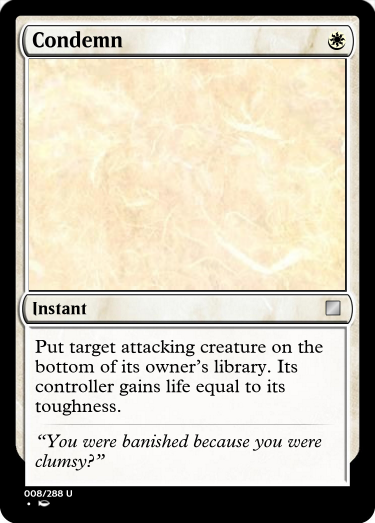 Condemn
Instant
Put target attacking creature on the
bottom of its owner's library. Its
controller gains life equal to its
toughness.
“You were banished because you were
clumsy?”
008/288 U